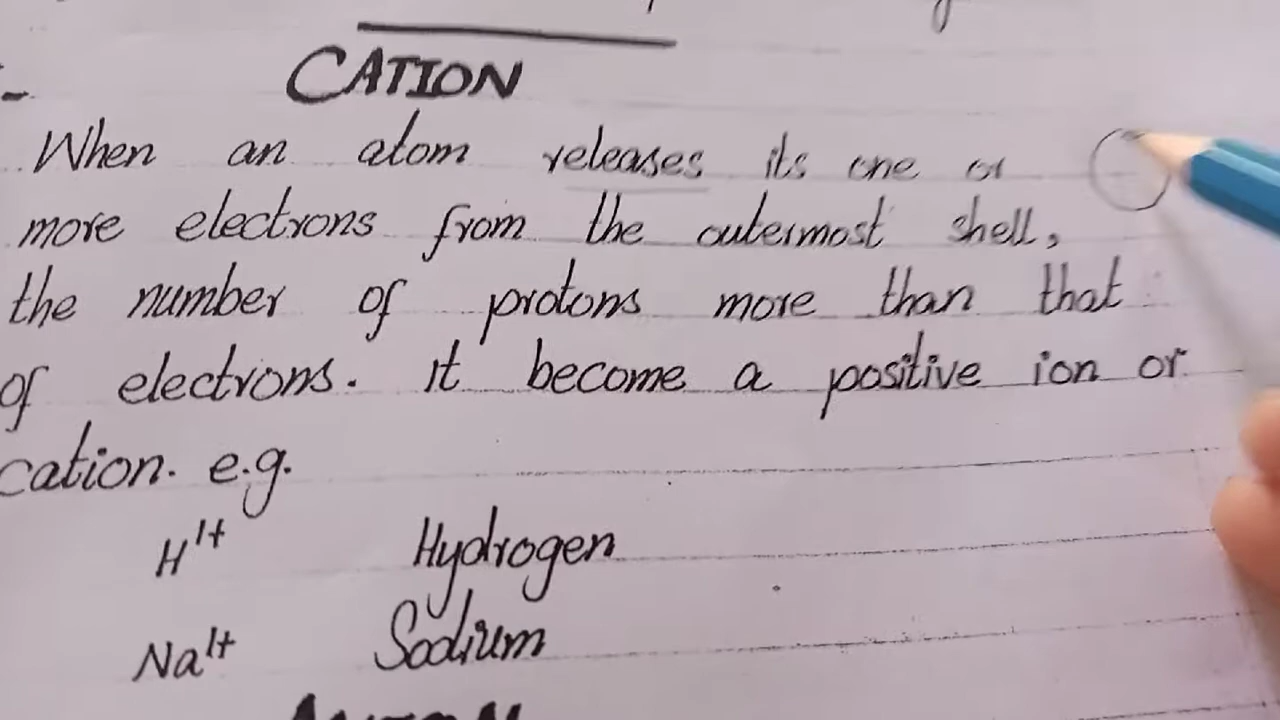 CATION
When an atom releases its one or
more electrons from the outermost shell,
the number of protons more than that
of electrons. it become a positive ion or
cation. e.g.
H¹⁺ Hydrogen
Na¹⁺ Sodium
ANION